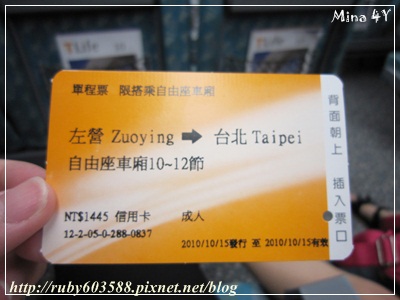 Mina 4Y
TLife
單程票 限搭乘自由座車廂
左營 Zuoying ➡ 台北 Taipei
自由座車廂10~12節
NT$1445 信用卡 成人
12-2-05-0-288-0837
2010/10/15發行 至 2010/10/15有效
背面朝上 插入票口
http://ruby603588.pixnet.net/blog